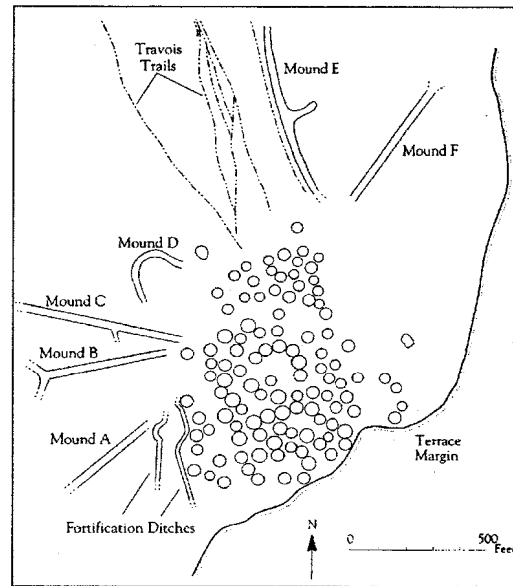 Travois
Trails
Mound E
Mound F
Mound D
Mound C
Mound B
Mound A
Terrace
Margin
Fortification Ditches
N
0 500
Feet